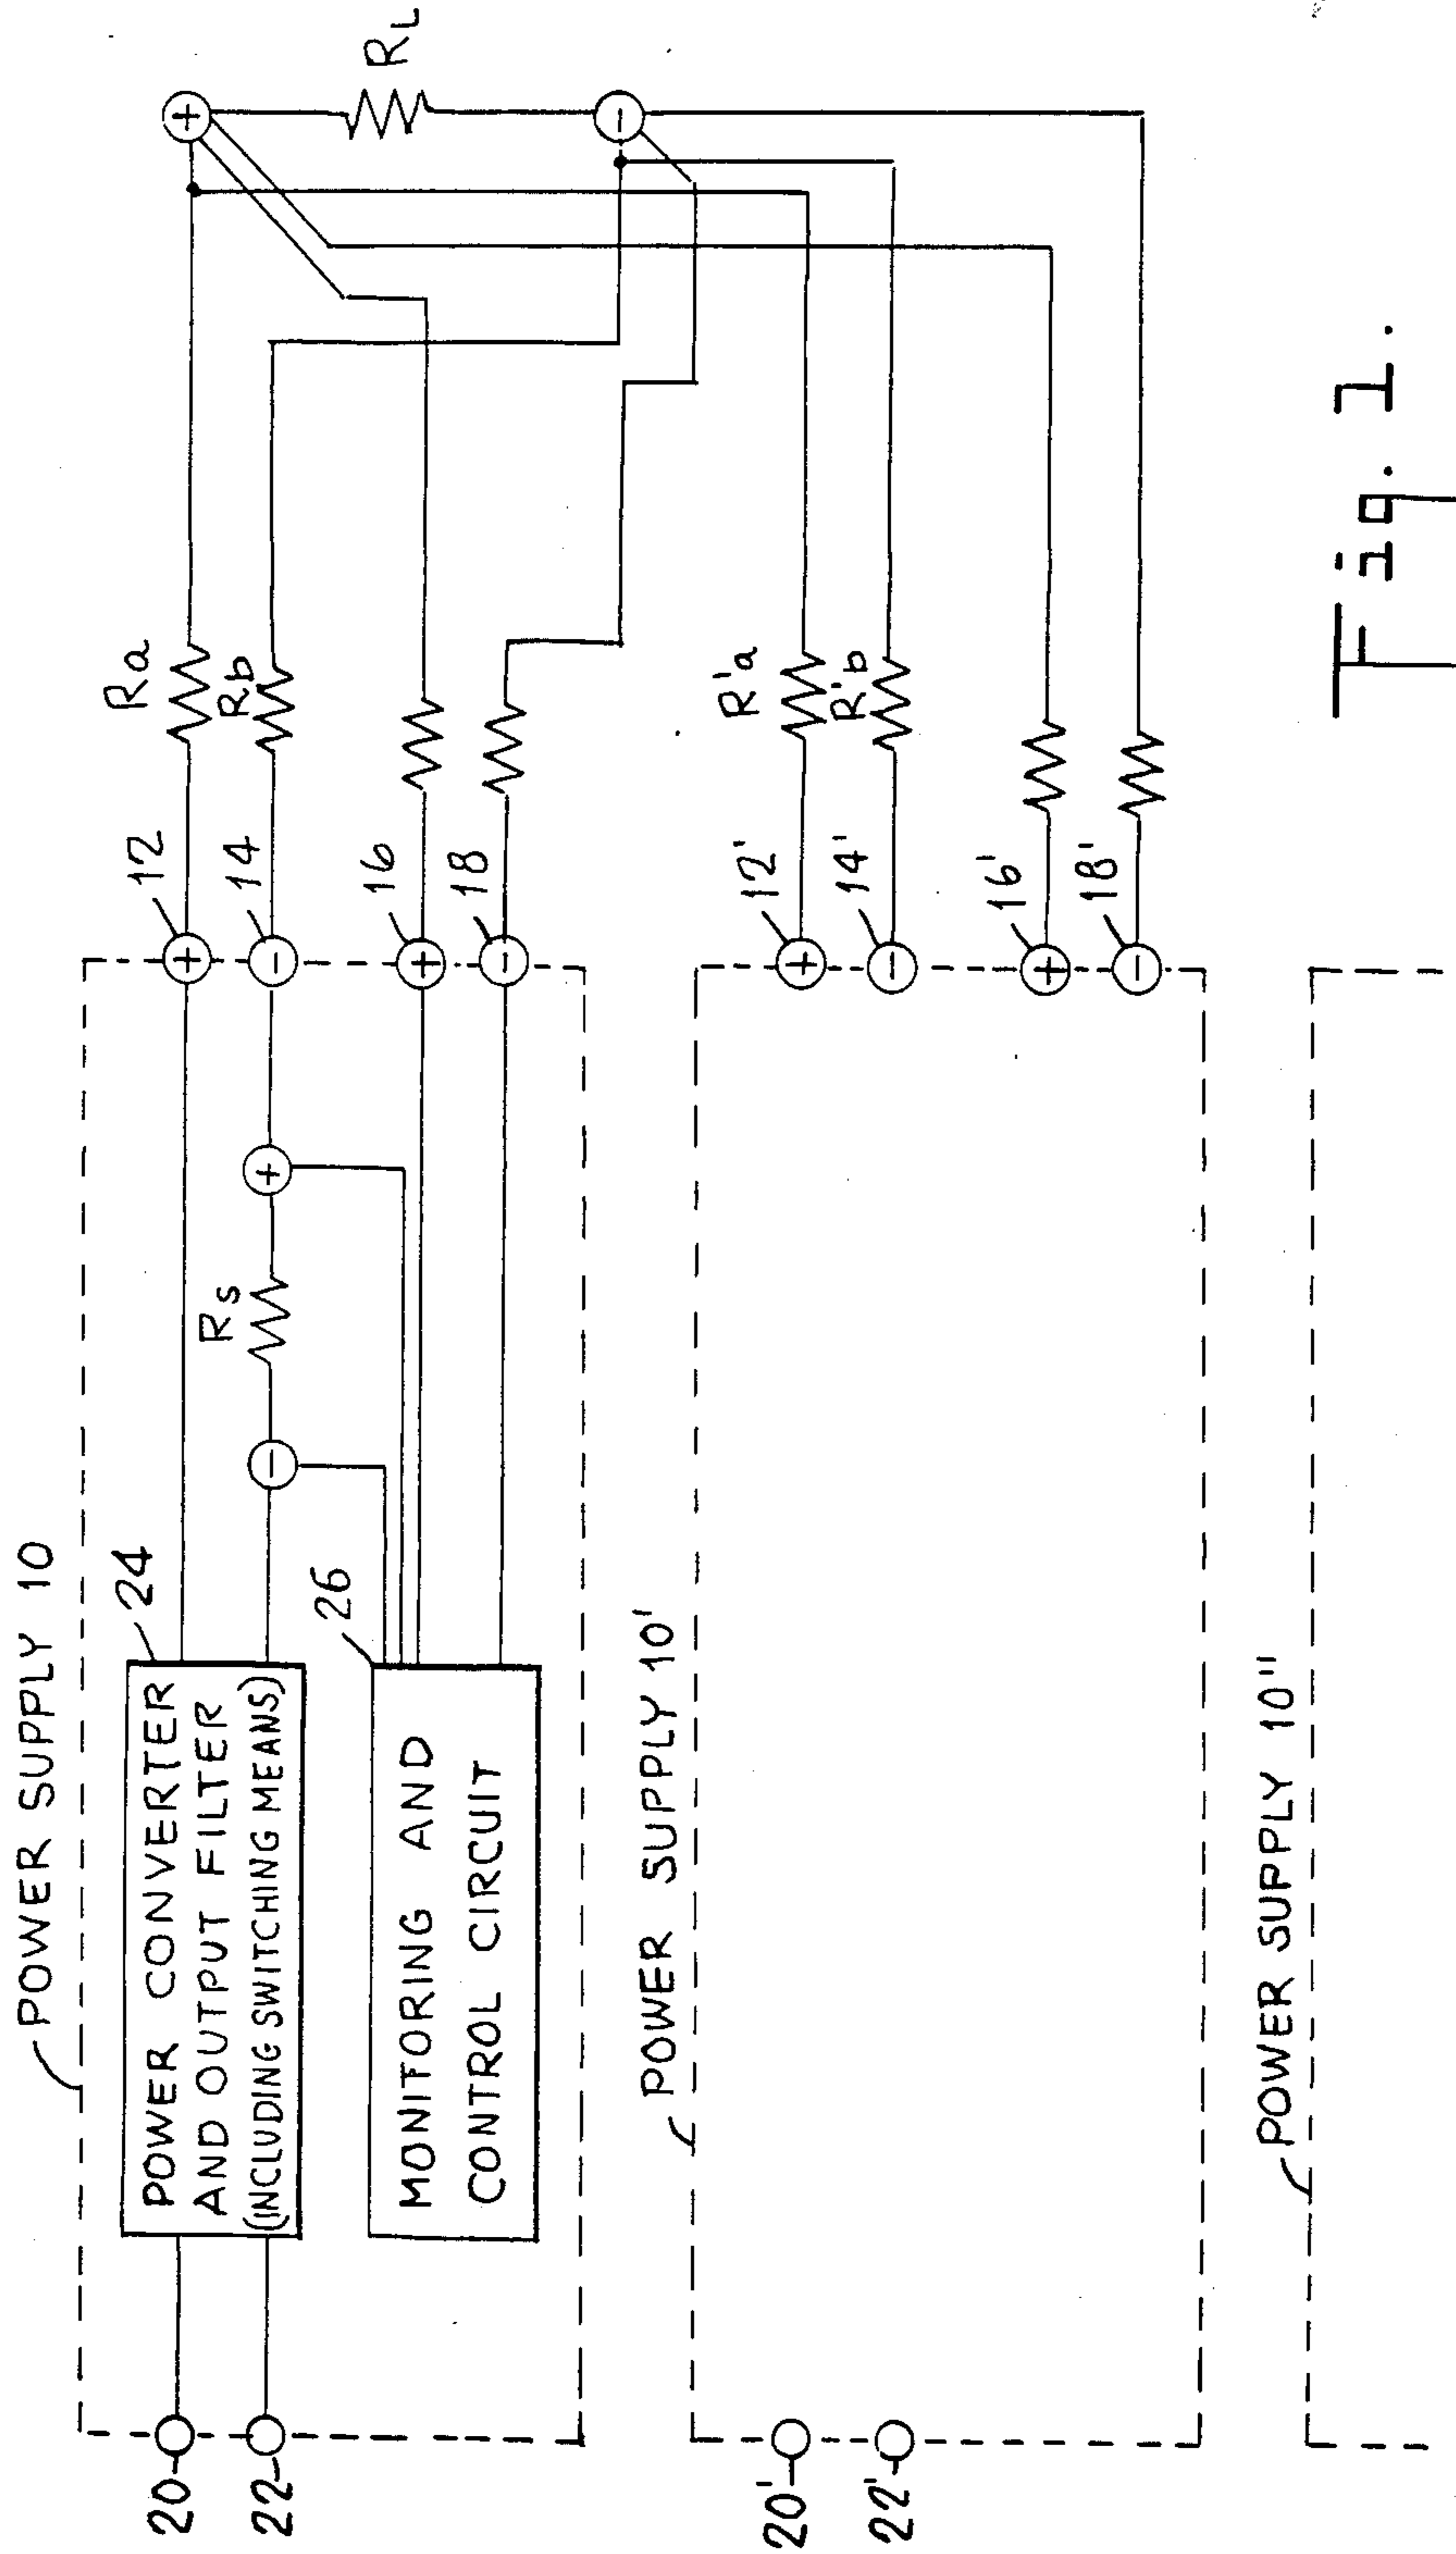 POWER SUPPLY 10
20
22
POWER CONVERTER
AND OUTPUT FILTER
(INCLUDING SWITCHING MEANS)
24
MONITORING AND
CONTROL CIRCUIT
26
-
Rs
+
+
12
-
14
+
16
-
18
Ra
Rb
+
RL
-
POWER SUPPLY 10'
20'
22'
+
12'
-
14'
+
16'
-
18'
R'a
R'b
POWER SUPPLY 10"
Fig. 1.